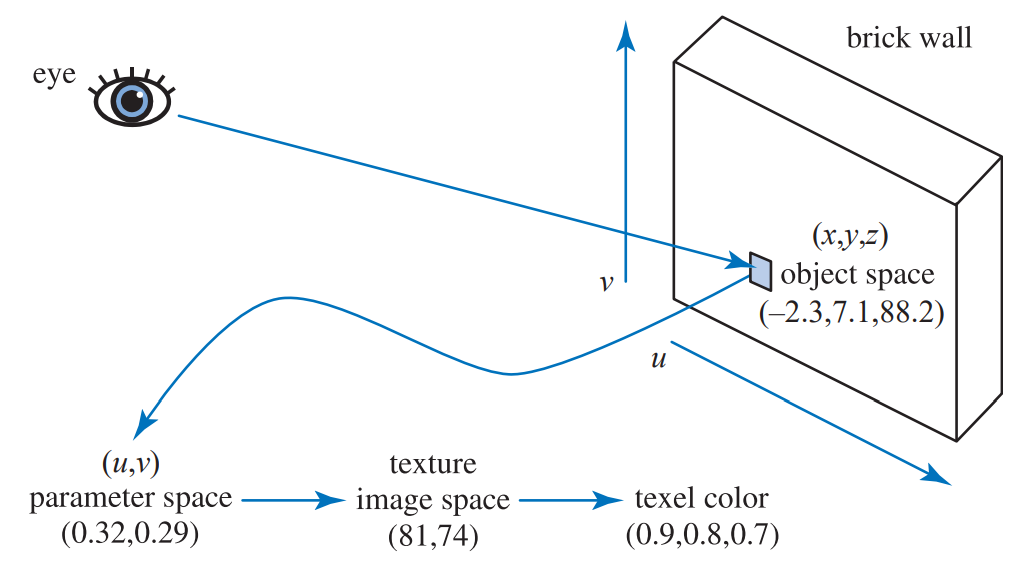 eye
brick wall
(x,y,z)
object space
(–2.3,7.1,88.2)
v
u
(u,v)
parameter space
(0.32,0.29)
texture
image space
(81,74)
texel color
(0.9,0.8,0.7)